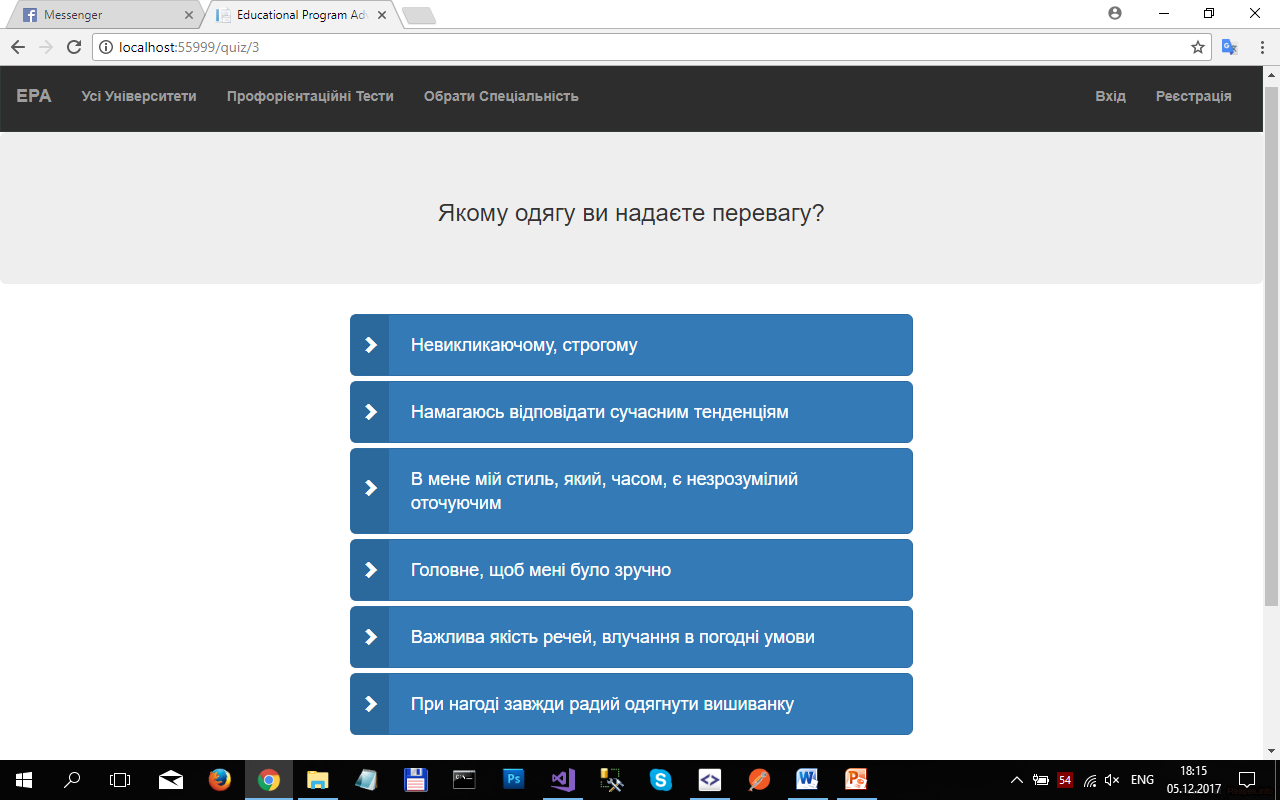 Messenger
Educational Program Adv
localhost:55999/quiz/3
EPA Усі Університети Профорієнтаційні Тести Обрати Спеціальність Вхід Реєстрація
Якому одягу ви надаєте перевагу?
Невикликаючому, строгому
Намагаюсь відповідати сучасним тенденціям
В мене мій стиль, який, часом, є незрозумілий
оточуючим
Головне, щоб мені було зручно
Важлива якість речей, влучання в погодні умови
При нагоді завжди радий одягнути вишиванку
54 ENG
18:15
05.12.2017